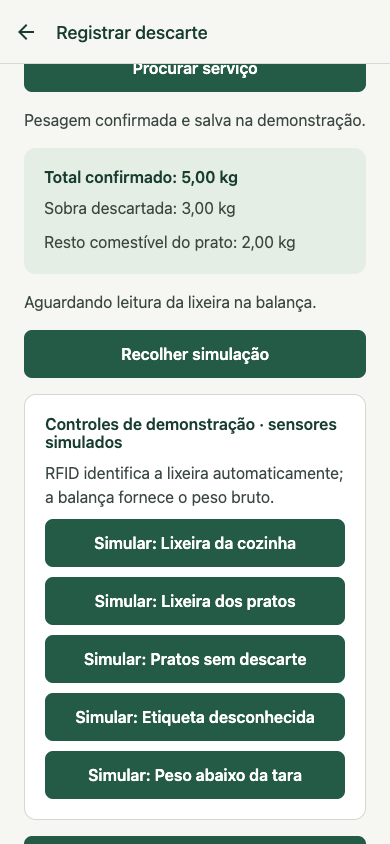 Registrar descarte
Procurar serviço
Pesagem confirmada e salva na demonstração.
Total confirmado: 5,00 kg
Sobra descartada: 3,00 kg
Resto comestível do prato: 2,00 kg
Aguardando leitura da lixeira na balança.
Recolher simulação
Controles de demonstração · sensores
simulados
RFID identifica a lixeira automaticamente;
a balança fornece o peso bruto.
Simular: Lixeira da cozinha
Simular: Lixeira dos pratos
Simular: Pratos sem descarte
Simular: Etiqueta desconhecida
Simular: Peso abaixo da tara